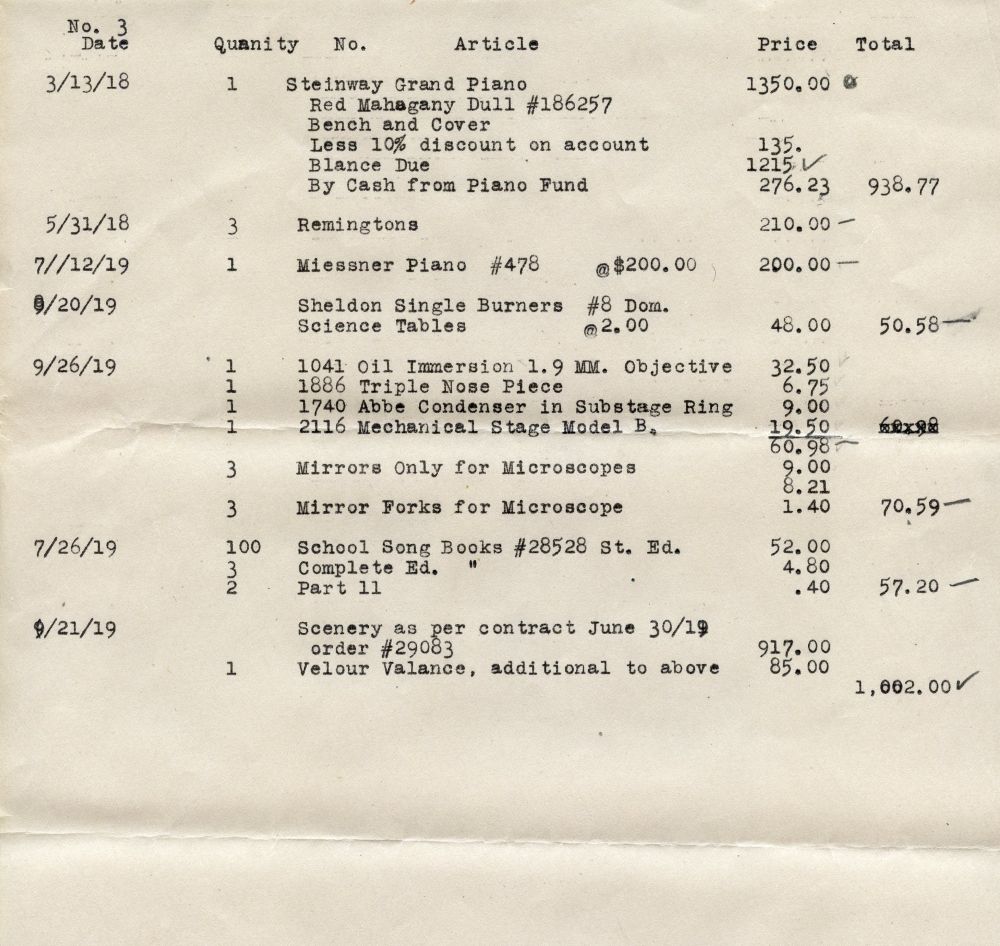 No. 3
Date Quanity No. Article Price Total
3/13/18 1 Steinway Grand Piano 1350.00
Red Mahagany Dull #186257
Bench and Cover
Less 10% discount on account 135.
Blance Due 1215 ✓
By Cash from Piano Fund 276.23 938.77
5/31/18 3 Remingtons 210.00 —
7//12/19 1 Miessner Piano #478 @$200.00 200.00 —
9/20/19 Sheldon Single Burners #8 Dom.
Science Tables @2.00 48.00 50.58 —
9/26/19 1 1041 Oil Immersion 1.9 MM. Objective 32.50
1 1886 Triple Nose Piece 6.75
1 1740 Abbe Condenser in Substage Ring 9.00
1 2116 Mechanical Stage Model B. 19.50
60.98 —
3 Mirrors Only for Microscopes 9.00
8.21
3 Mirror Forks for Microscope 1.40 70.59 —
7/26/19 100 School Song Books #28528 St. Ed. 52.00
3 Complete Ed. " 4.80
2 Part 11 .40 57.20 —
9/21/19 Scenery as per contract June 30/19
order #29083 917.00
1 Velour Valance, additional to above 85.00
1,002.00 ✓